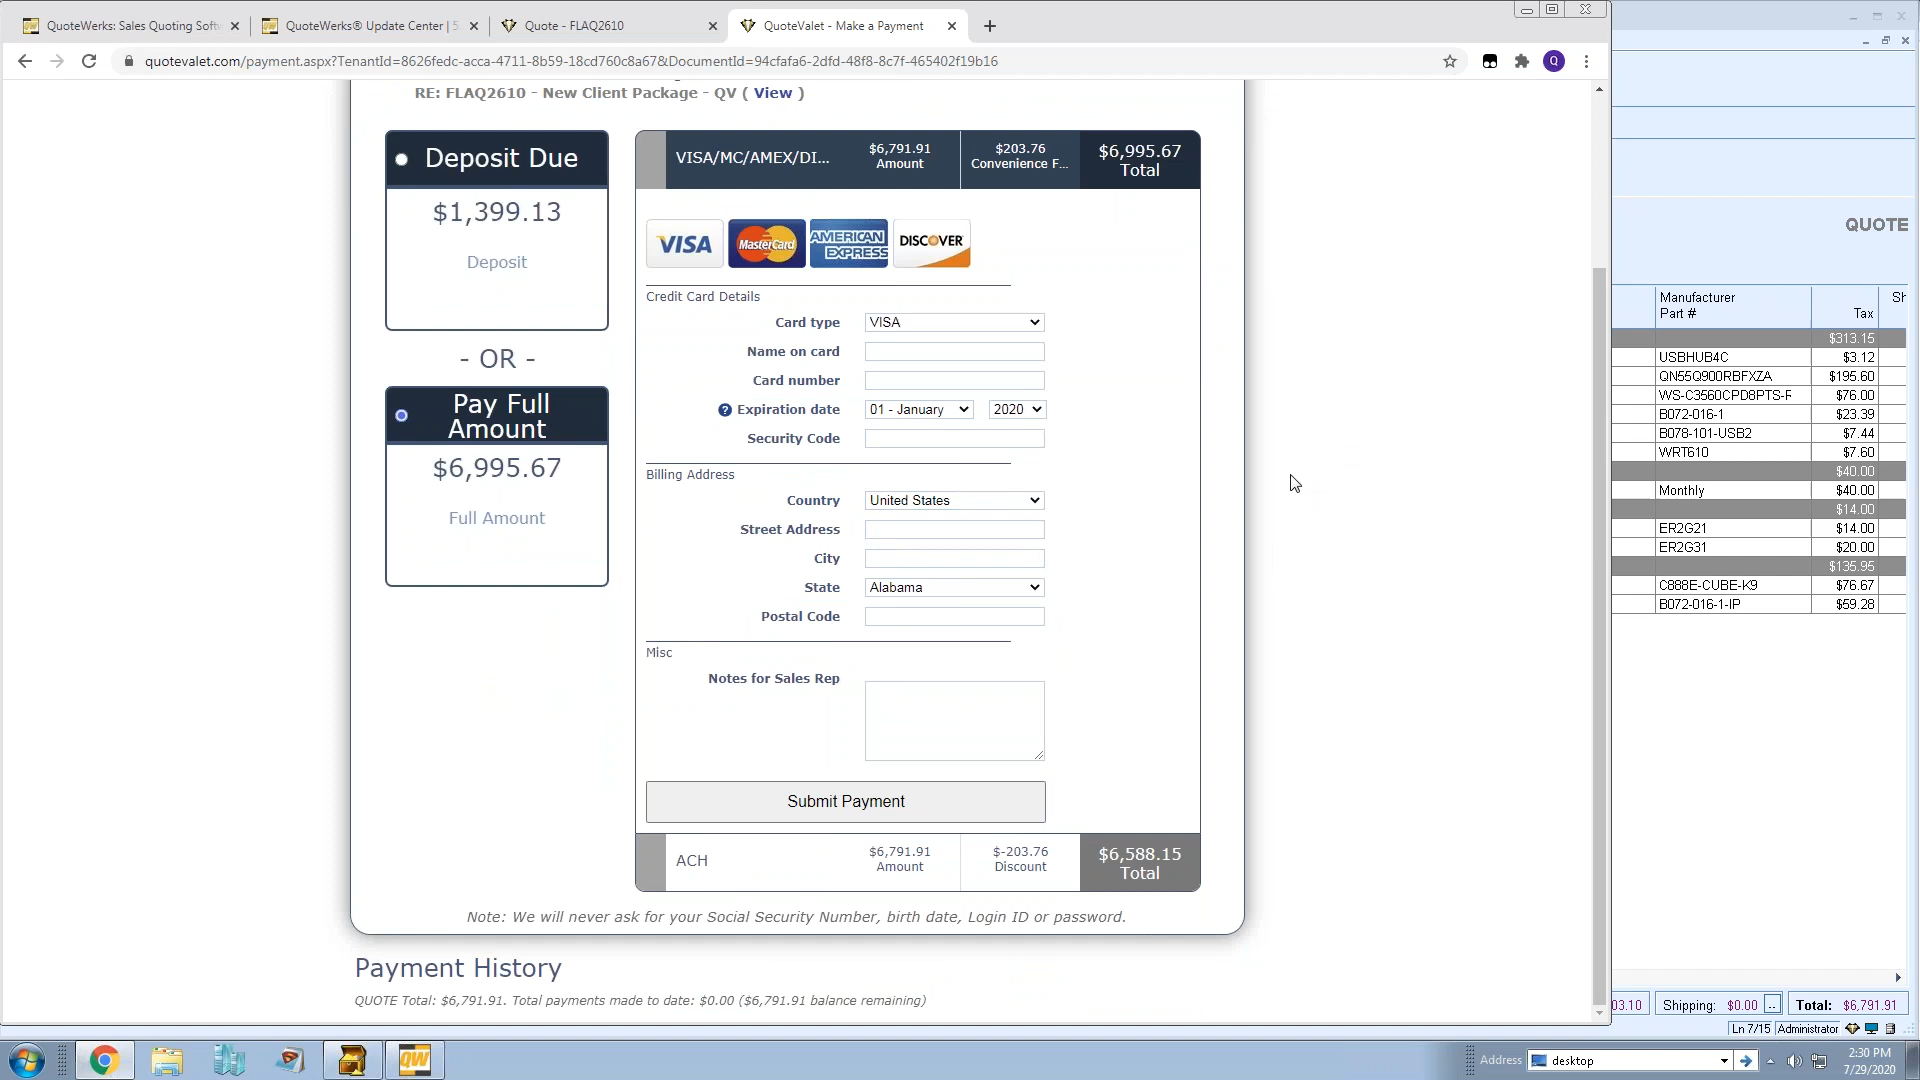 QuoteWerks: Sales Quoting Soft
QuoteWerks® Update Center | 5.
Quote - FLAQ2610
QuoteValet - Make a Payment
quotevalet.com/payment.aspx?TenantId=8626fedc-acca-4711-8b59-18cd760c8a67&DocumentId=94cfafa6-2dfd-48f8-8c7f-465402f19b16
Q
RE: FLAQ2610 - New Client Package - QV ( View )
Deposit Due
$1,399.13
Deposit
- OR -
Pay Full
Amount
$6,995.67
Full Amount
VISA/MC/AMEX/DI...
$6,791.91
Amount
$203.76
Convenience F...
$6,995.67
Total
VISA
MasterCard
AMERICAN EXPRESS
DISCOVER
Credit Card Details
Card type VISA
Name on card
Card number
? Expiration date 01 - January 2020
Security Code
Billing Address
Country United States
Street Address
City
State Alabama
Postal Code
Misc
Notes for Sales Rep
Submit Payment
ACH
$6,791.91
Amount
$-203.76
Discount
$6,588.15
Total
Note: We will never ask for your Social Security Number, birth date, Login ID or password.
Payment History
QUOTE Total: $6,791.91. Total payments made to date: $0.00 ($6,791.91 balance remaining)
QUOTE
Manufacturer
Part #
Tax
Sh
$313.15
USBHUB4C $3.12
QN55Q900RBFXZA $195.60
WS-C3560CPD8PTS-F $76.00
B072-016-1 $23.39
B078-101-USB2 $7.44
WRT610 $7.60
$40.00
Monthly $40.00
$14.00
ER2G21 $14.00
ER2G31 $20.00
$135.95
C888E-CUBE-K9 $76.67
B072-016-1-IP $59.28
03.10 Shipping: $0.00 .. Total: $6,791.91
Ln 7/15 Administrator
QW
Address desktop
2:30 PM
7/29/2020